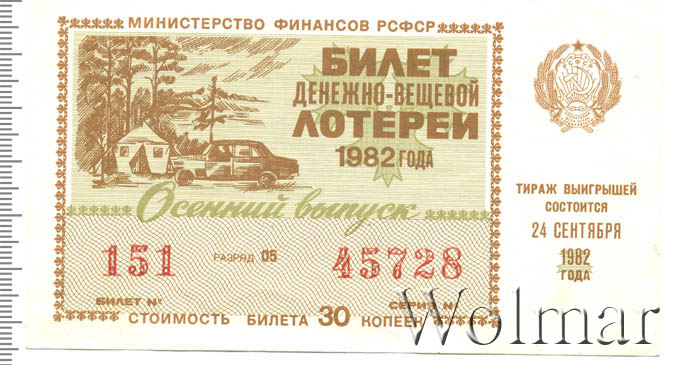 МИНИСТЕРСТВО ФИНАНСОВ РСФСР
БИЛЕТ
ДЕНЕЖНО-ВЕЩЕВОЙ
ЛОТЕРЕИ
1982 ГОДА
Осенний выпуск
151 РАЗРЯД 05 45728
БИЛЕТ № СЕРИЯ №
СТОИМОСТЬ БИЛЕТА 30 КОПЕЕК
ТИРАЖ ВЫИГРЫШЕЙ
СОСТОИТСЯ
24 СЕНТЯБРЯ
1982
ГОДА
Wolmar